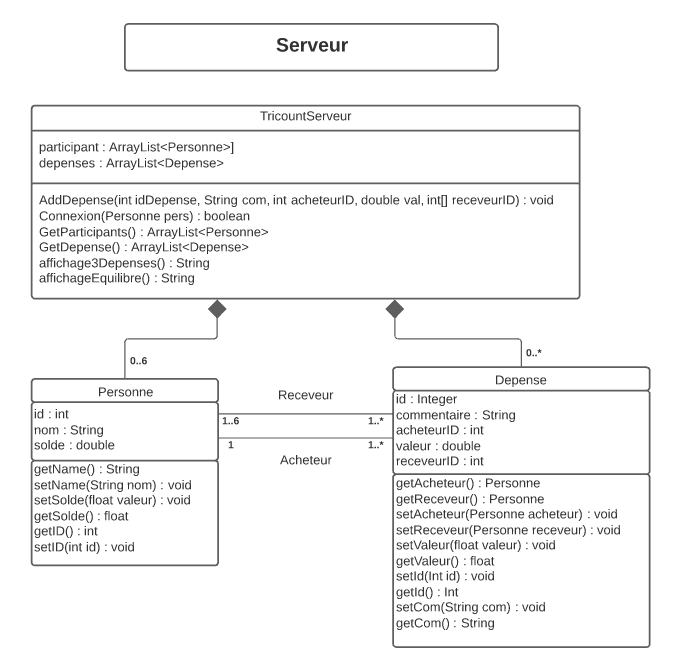 Serveur
TricountServeur
participant : ArrayList<Personne>]
depenses : ArrayList<Depense>
AddDepense(int idDepense, String com, int acheteurID, double val, int[] receveurID) : void
Connexion(Personne pers) : boolean
GetParticipants() : ArrayList<Personne>
GetDepense() : ArrayList<Depense>
affichage3Depenses() : String
affichageEquilibre() : String
0..6
0..*
Personne
id : int
nom : String
solde : double
getName() : String
setName(String nom) : void
setSolde(float valeur) : void
getSolde() : float
getID() : int
setID(int id) : void
Receveur
1..6
1..*
1
1..*
Acheteur
Depense
id : Integer
commentaire : String
acheteurID : int
valeur : double
receveurID : int
getAcheteur() : Personne
getReceveur() : Personne
setAcheteur(Personne acheteur) : void
setReceveur(Personne receveur) : void
setValeur(float valeur) : void
getValeur() : float
setId(Int id) : void
getId() : Int
setCom(String com) : void
getCom() : String